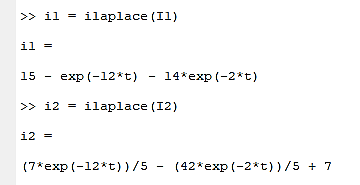 >> i1 = ilaplace(I1)
i1 =
15 - exp(-12*t) - 14*exp(-2*t)
>> i2 = ilaplace(I2)
i2 =
(7*exp(-12*t))/5 - (42*exp(-2*t))/5 + 7